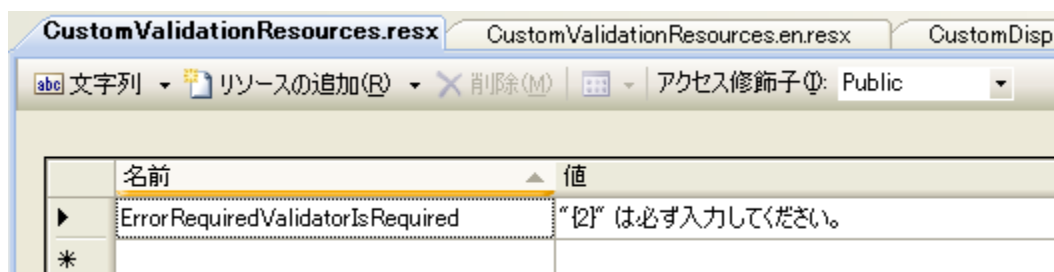 CustomValidationResources.resx CustomValidationResources.en.resx CustomDisp
abc 文字列 リソースの追加(R) 削除(M) アクセス修飾子(I): Public
名前 値
ErrorRequiredValidatorIsRequired "{2}" は必ず入力してください。